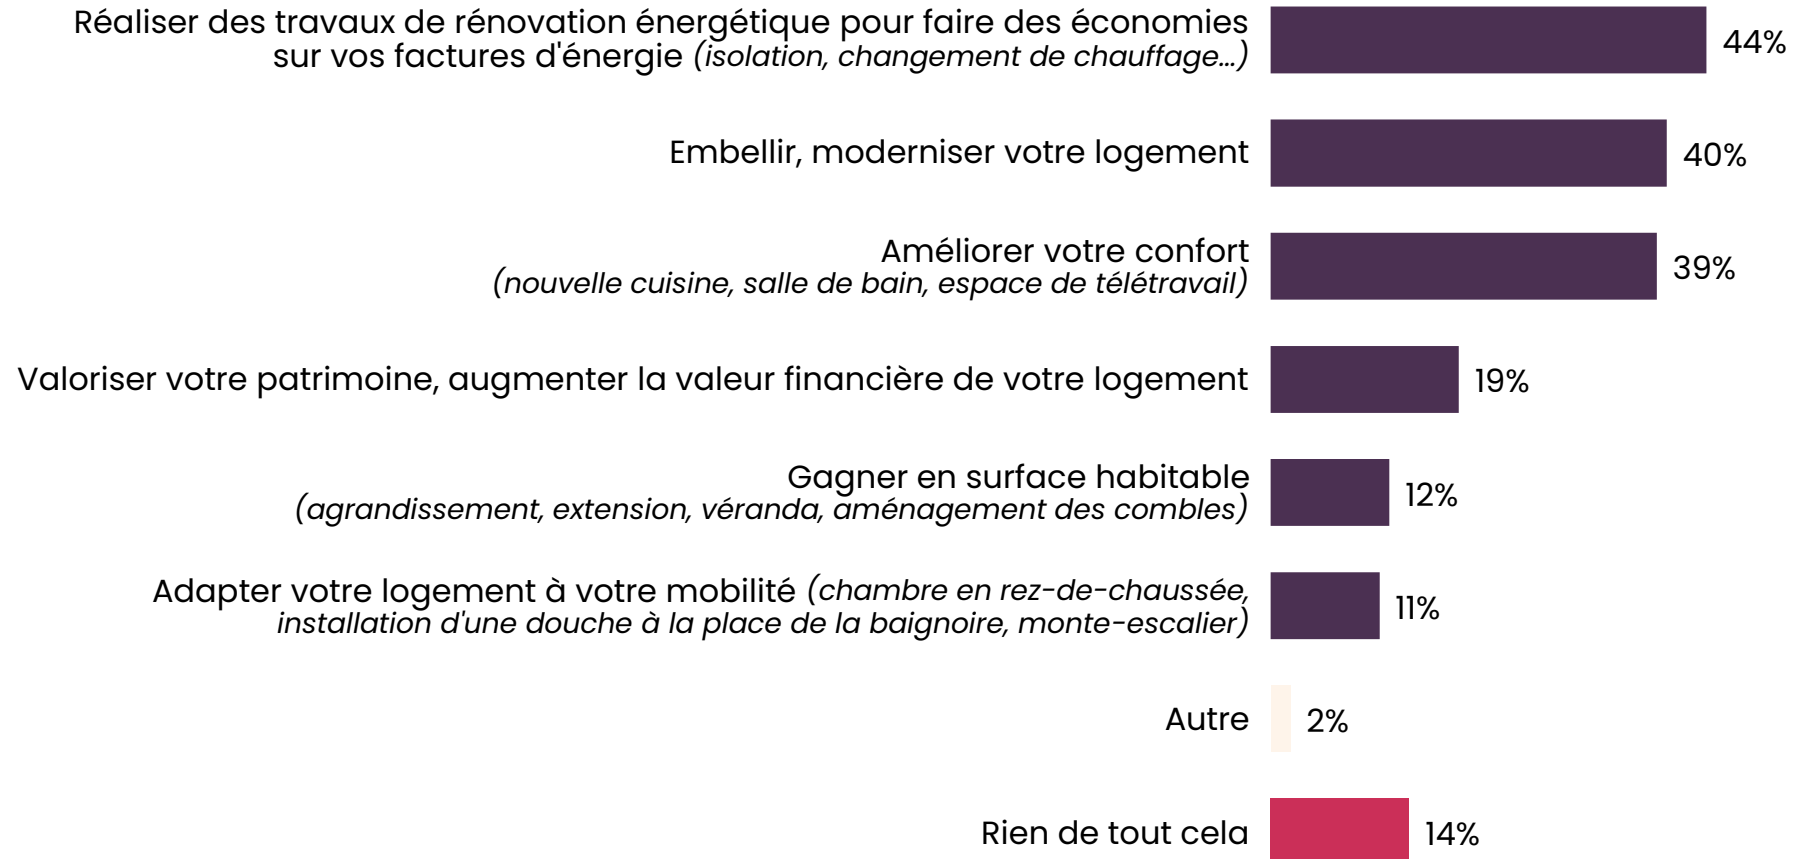 Réaliser des travaux de rénovation énergétique pour faire des économies
sur vos factures d'énergie (isolation, changement de chauffage...)
44%
Embellir, moderniser votre logement
40%
Améliorer votre confort
(nouvelle cuisine, salle de bain, espace de télétravail)
39%
Valoriser votre patrimoine, augmenter la valeur financière de votre logement
19%
Gagner en surface habitable
(agrandissement, extension, véranda, aménagement des combles)
12%
Adapter votre logement à votre mobilité (chambre en rez-de-chaussée,
installation d'une douche à la place de la baignoire, monte-escalier)
11%
Autre
2%
Rien de tout cela
14%